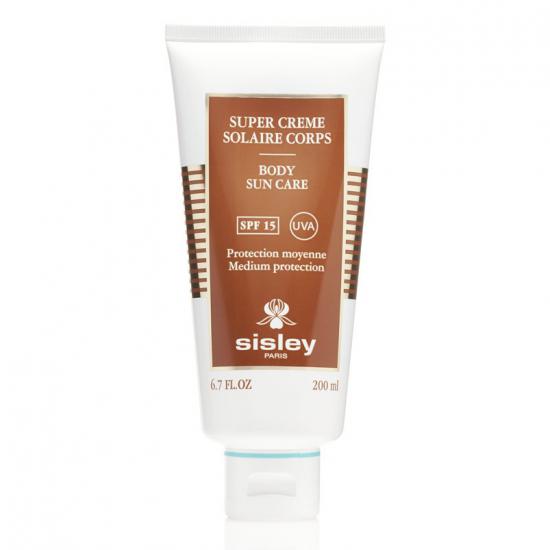 SUPER CREME
SOLAIRE CORPS
BODY
SUN CARE
SPF 15 UVA
Protection moyenne
Medium protection
sisley
PARIS
6.7 FL.OZ 200 ml